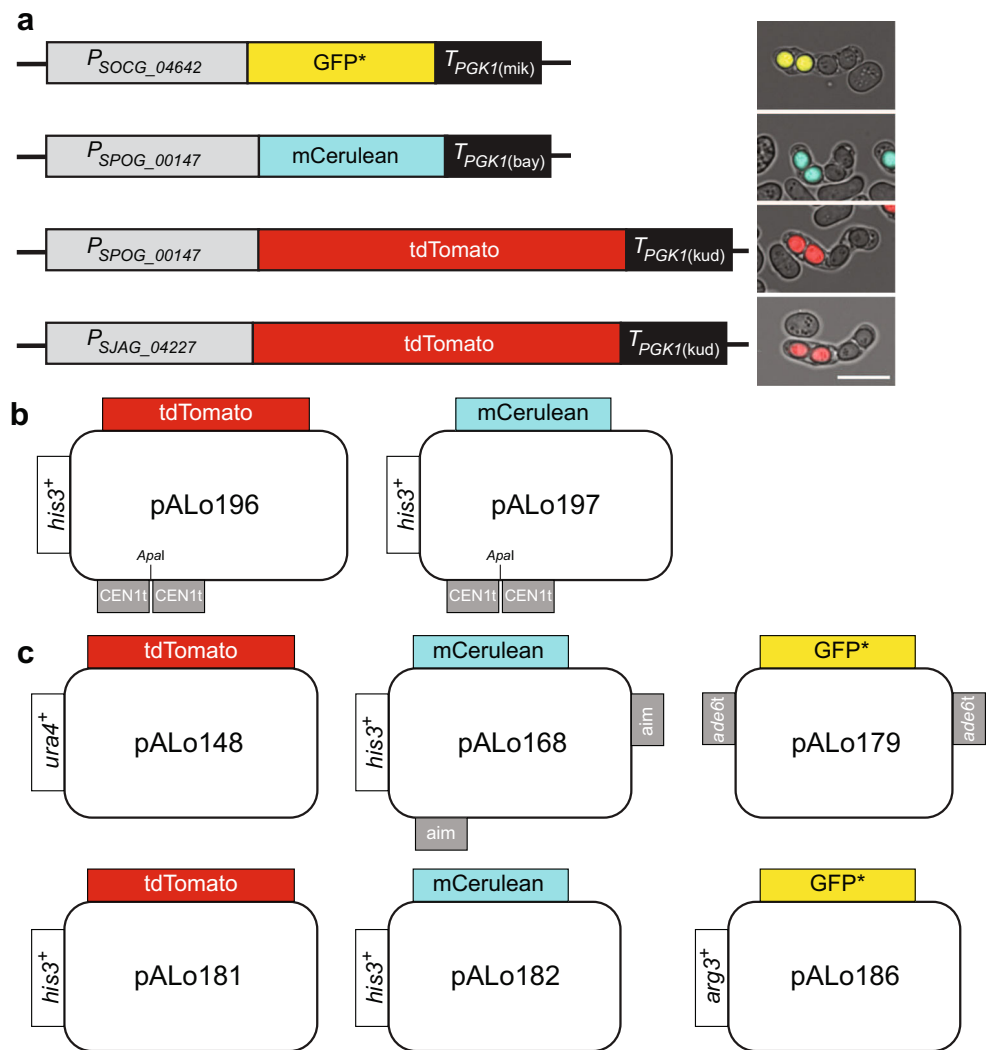 a
P_SOCG_04642 GFP* T_PGK1(mik)
P_SPOG_00147 mCerulean T_PGK1(bay)
P_SPOG_00147 tdTomato T_PGK1(kud)
P_SJAG_04227 tdTomato T_PGK1(kud)
b
tdTomato
his3+
pALo196
ApaI
CEN1t CEN1t
mCerulean
his3+
pALo197
ApaI
CEN1t CEN1t
c
tdTomato
ura4+
pALo148
mCerulean
his3+
pALo168
aim
aim
GFP*
ade6t
pALo179
ade6t
tdTomato
his3+
pALo181
mCerulean
his3+
pALo182
GFP*
arg3+
pALo186